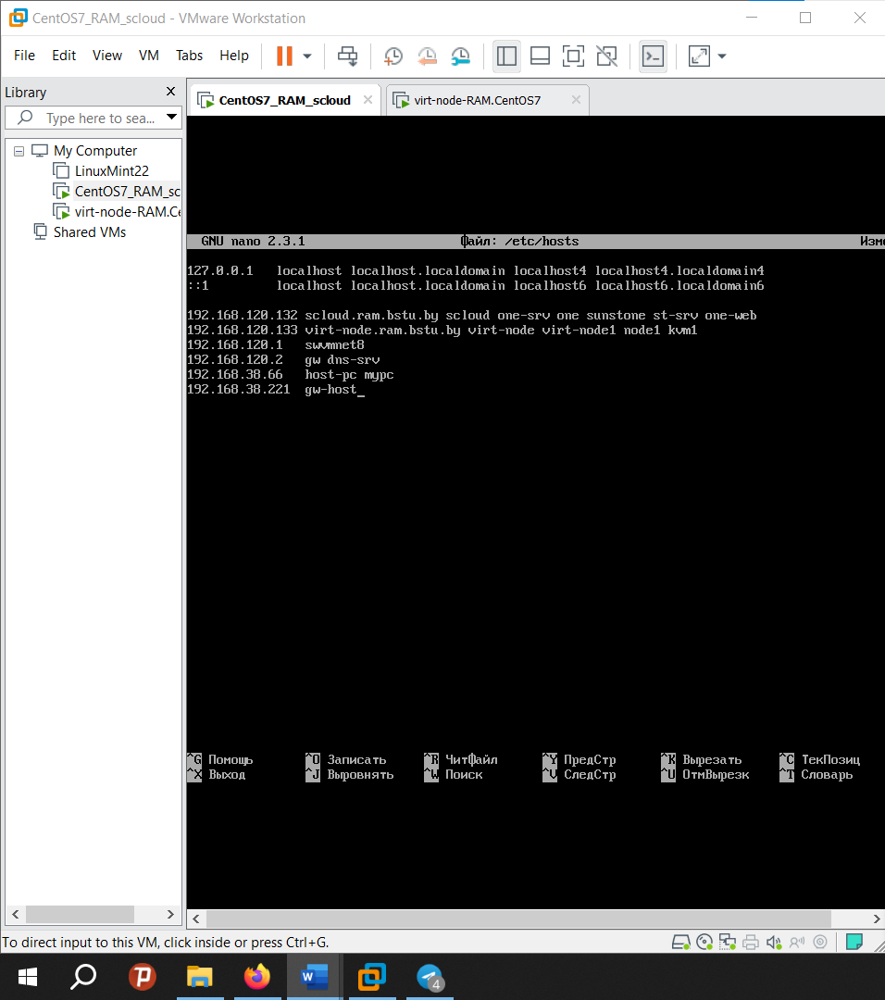 CentOS7_RAM_scloud - VMware Workstation
File Edit View VM Tabs Help
Library
Type here to sea...
My Computer
LinuxMint22
CentOS7_RAM_sc
virt-node-RAM.Ce
Shared VMs
CentOS7_RAM_scloud
virt-node-RAM.CentOS7
GNU nano 2.3.1 Файл: /etc/hosts Изме
127.0.0.1 localhost localhost.localdomain localhost4 localhost4.localdomain4
::1 localhost localhost.localdomain localhost6 localhost6.localdomain6
192.168.120.132 scloud.ram.bstu.by scloud one-srv one sunstone st-srv one-web
192.168.120.133 virt-node.ram.bstu.by virt-node virt-node1 node1 kvm1
192.168.120.1 swvmnet8
192.168.120.2 gw dns-srv
192.168.38.66 host-pc mypc
192.168.38.221 gw-host_
^G Помощь ^O Записать ^R ЧитФайл ^Y ПредСтр ^K Вырезать ^C ТекПозиц
^X Выход ^J Выровнять ^W Поиск ^V СледСтр ^U ОтмВырезк ^T Словарь
To direct input to this VM, click inside or press Ctrl+G.
4